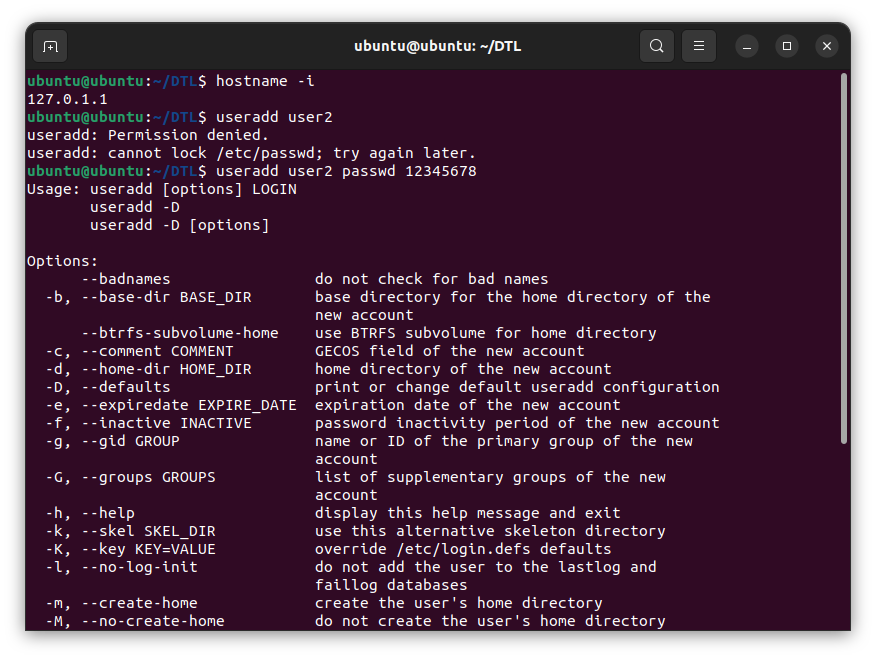 ubuntu@ubuntu: ~/DTL
ubuntu@ubuntu:~/DTL$ hostname -i
127.0.1.1
ubuntu@ubuntu:~/DTL$ useradd user2
useradd: Permission denied.
useradd: cannot lock /etc/passwd; try again later.
ubuntu@ubuntu:~/DTL$ useradd user2 passwd 12345678
Usage: useradd [options] LOGIN
       useradd -D
       useradd -D [options]

Options:
      --badnames                do not check for bad names
  -b, --base-dir BASE_DIR       base directory for the home directory of the
                                new account
      --btrfs-subvolume-home    use BTRFS subvolume for home directory
  -c, --comment COMMENT         GECOS field of the new account
  -d, --home-dir HOME_DIR       home directory of the new account
  -D, --defaults                print or change default useradd configuration
  -e, --expiredate EXPIRE_DATE  expiration date of the new account
  -f, --inactive INACTIVE       password inactivity period of the new account
  -g, --gid GROUP               name or ID of the primary group of the new
                                account
  -G, --groups GROUPS           list of supplementary groups of the new
                                account
  -h, --help                    display this help message and exit
  -k, --skel SKEL_DIR           use this alternative skeleton directory
  -K, --key KEY=VALUE           override /etc/login.defs defaults
  -l, --no-log-init             do not add the user to the lastlog and
                                faillog databases
  -m, --create-home             create the user's home directory
  -M, --no-create-home          do not create the user's home directory